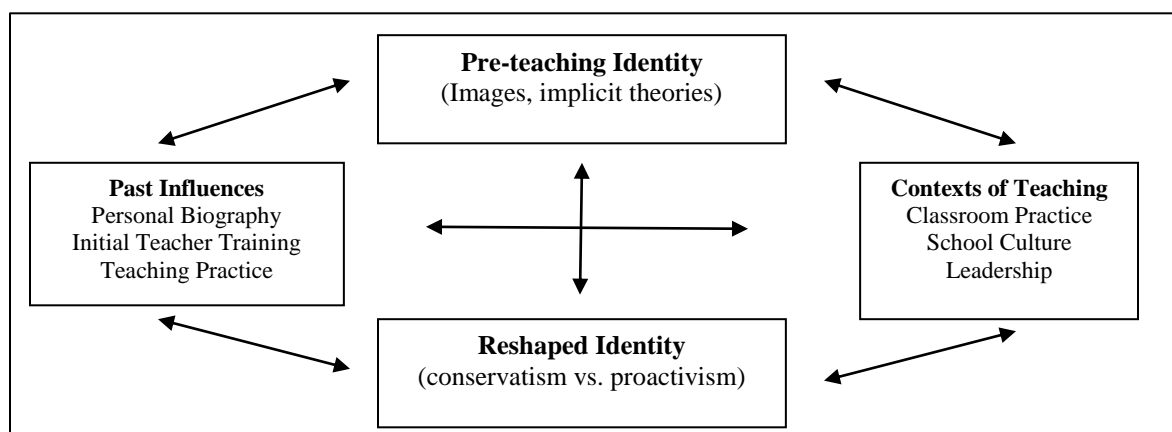 Pre-teaching Identity
(Images, implicit theories)
Past Influences
Personal Biography
Initial Teacher Training
Teaching Practice
Contexts of Teaching
Classroom Practice
School Culture
Leadership
Reshaped Identity
(conservatism vs. proactivism)